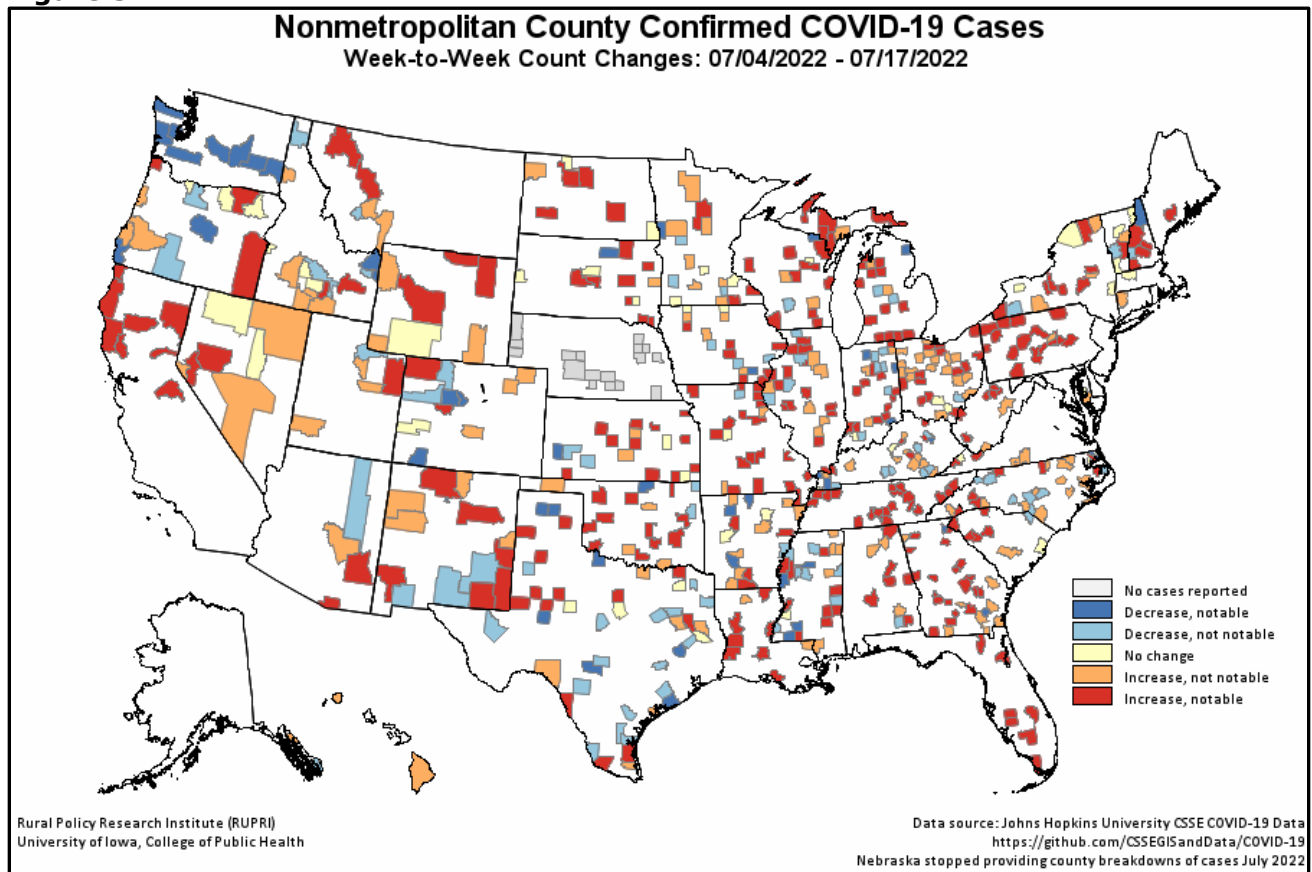 Nonmetropolitan County Confirmed COVID-19 Cases
Week-to-Week Count Changes: 07/04/2022 - 07/17/2022
No cases reported
Decrease, notable
Decrease, not notable
No change
Increase, not notable
Increase, notable
Rural Policy Research Institute (RUPRI)
University of Iowa, College of Public Health
Data source: Johns Hopkins University CSSE COVID-19 Data
https://github.com/CSSEGISandData/COVID-19
Nebraska stopped providing county breakdowns of cases July 2022